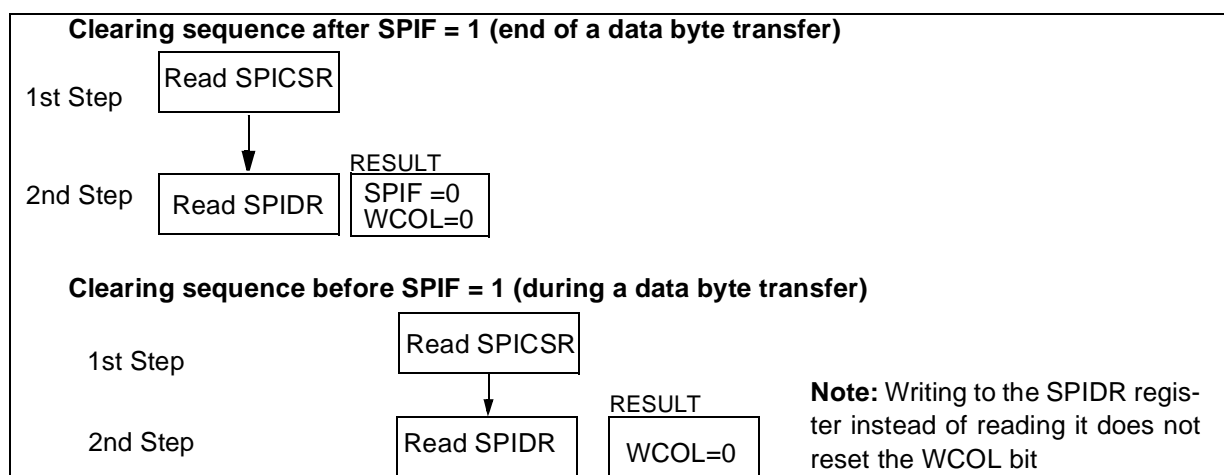 Clearing sequence after SPIF = 1 (end of a data byte transfer)
1st Step
Read SPICSR
2nd Step
Read SPIDR
RESULT
SPIF =0
WCOL=0
Clearing sequence before SPIF = 1 (during a data byte transfer)
1st Step
Read SPICSR
2nd Step
Read SPIDR
RESULT
WCOL=0
Note: Writing to the SPIDR regis-
ter instead of reading it does not
reset the WCOL bit